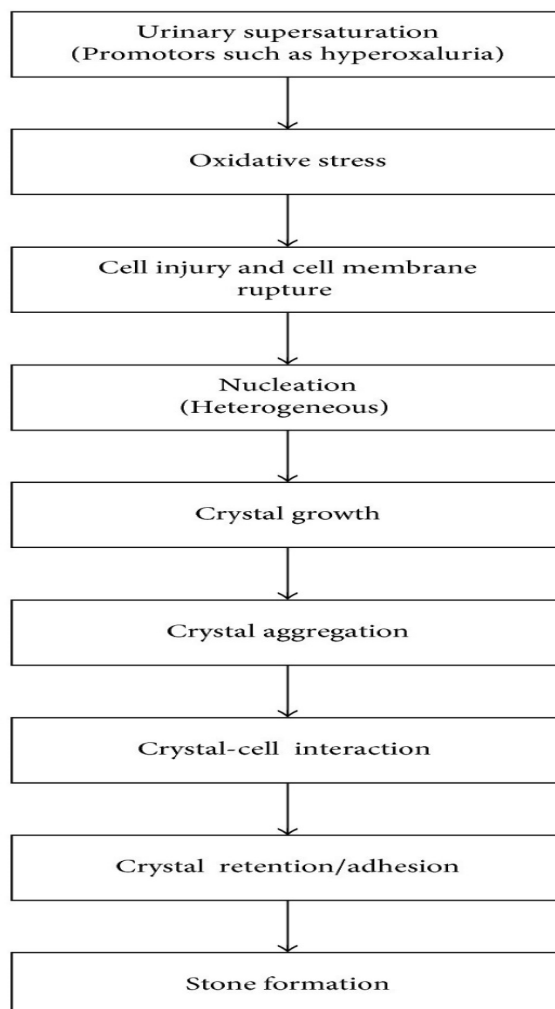 Urinary supersaturation
(Promotors such as hyperoxaluria)
Oxidative stress
Cell injury and cell membrane
rupture
Nucleation
(Heterogeneous)
Crystal growth
Crystal aggregation
Crystal-cell interaction
Crystal retention/adhesion
Stone formation